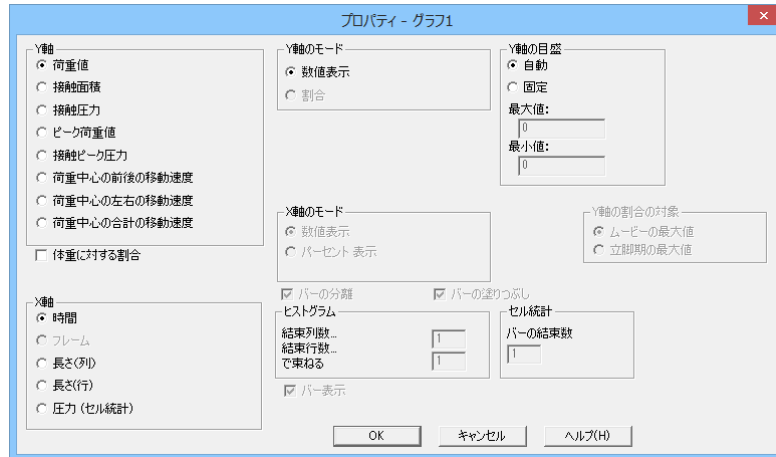 プロパティ - グラフ1
Y軸
荷重値
接触面積
接触圧力
ピーク荷重値
接触ピーク圧力
荷重中心の前後の移動速度
荷重中心の左右の移動速度
荷重中心の合計の移動速度
体重に対する割合
X軸
時間
フレーム
長さ(列)
長さ(行)
圧力 (セル統計)
Y軸のモード
数値表示
割合
X軸のモード
数値表示
パーセント 表示
バーの分離
バーの塗りつぶし
ヒストグラム
結束列数...
1
結束行数...
で束ねる
1
バー表示
Y軸の目盛
自動
固定
最大値:
0
最小値:
0
Y軸の割合の対象
ムービーの最大値
立脚期の最大値
セル統計
バーの結束数
1
OK
キャンセル
ヘルプ(H)